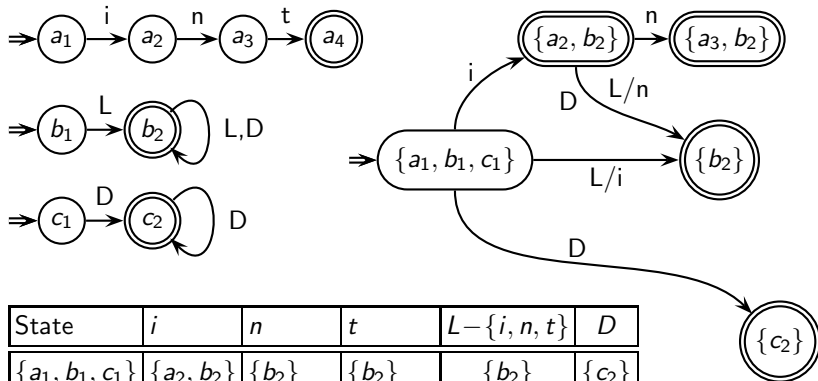 a₁ i a₂ n a₃ t a₄
b₁ L b₂ L,D
c₁ D c₂ D
{a₂, b₂} n {a₃, b₂}
i D L/n
{a₁, b₁, c₁} L/i {b₂}
D
{c₂}
State i n t L−{i, n, t} D
{a₁, b₁, c₁} {a₂, b₂} {b₂} {b₂} {b₂} {c₂}